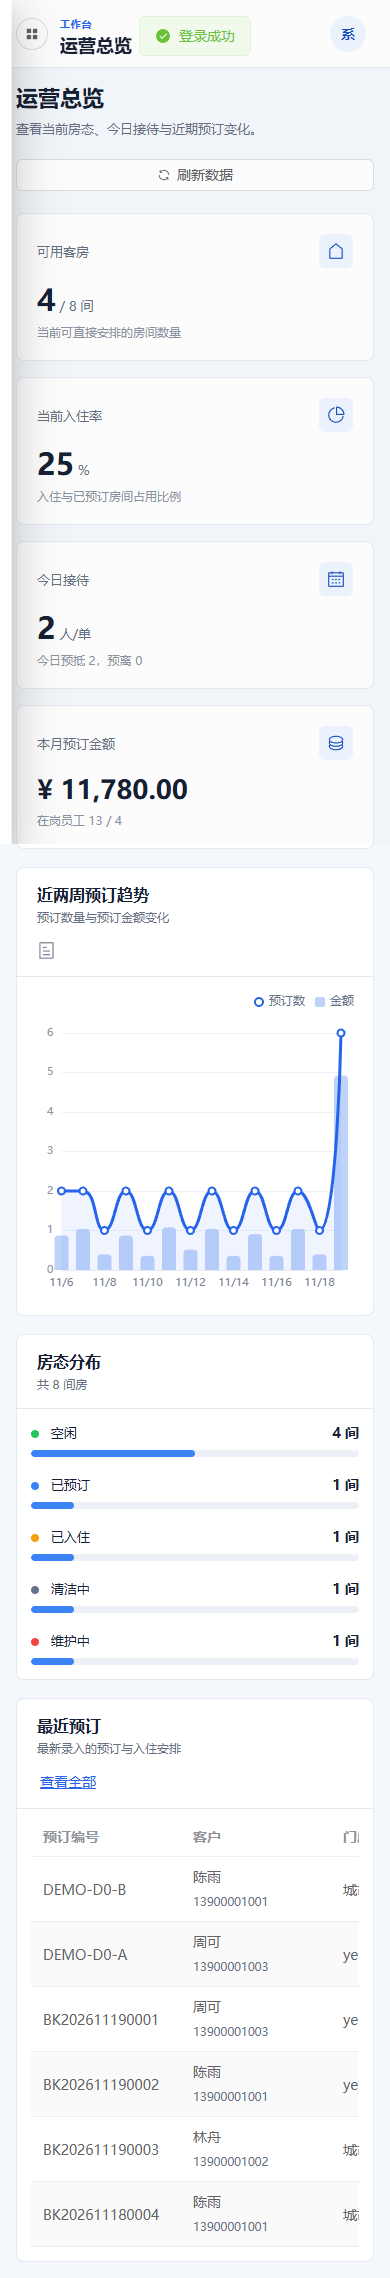 工作台
运营总览
登录成功
系
运营总览
查看当前房态、今日接待与近期预订变化。
刷新数据
可用客房
4 / 8 间
当前可直接安排的房间数量
当前入住率
25 %
入住与已预订房间占用比例
今日接待
2 人/单
今日预抵 2，预离 0
本月预订金额
¥ 11,780.00
在岗员工 13 / 4
近两周预订趋势
预订数量与预订金额变化
预订数 金额
6
5
4
3
2
1
0
11/6 11/8 11/10 11/12 11/14 11/16 11/18
房态分布
共 8 间房
空闲 4 间
已预订 1 间
已入住 1 间
清洁中 1 间
维护中 1 间
最近预订
最新录入的预订与入住安排
查看全部
预订编号 客户 门
DEMO-D0-B 陈雨 城
13900001001
DEMO-D0-A 周可 ye
13900001003
BK202611190001 周可 ye
13900001003
BK202611190002 陈雨 ye
13900001001
BK202611190003 林舟 城
13900001002
BK202611180004 陈雨 城
13900001001